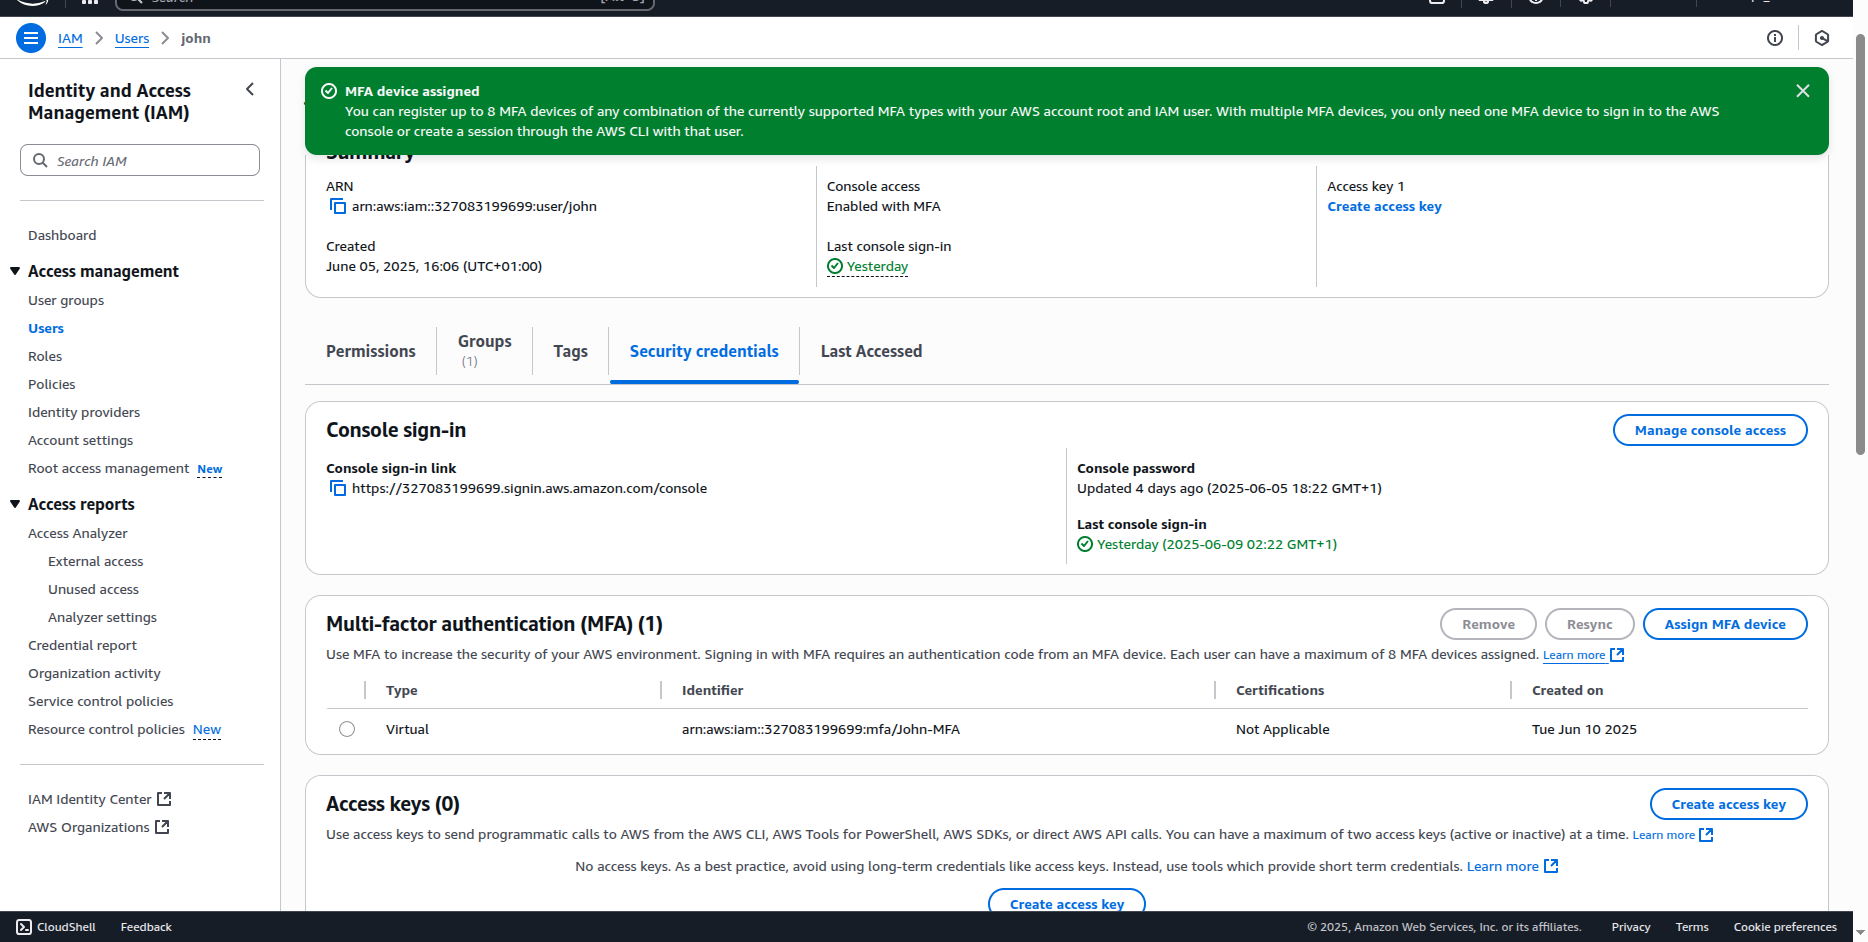 IAM > Users > john
Identity and Access
Management (IAM)
Search IAM
Dashboard
Access management
User groups
Users
Roles
Policies
Identity providers
Account settings
Root access management New
Access reports
Access Analyzer
External access
Unused access
Analyzer settings
Credential report
Organization activity
Service control policies
Resource control policies New
IAM Identity Center
AWS Organizations
MFA device assigned
You can register up to 8 MFA devices of any combination of the currently supported MFA types with your AWS account root and IAM user. With multiple MFA devices, you only need one MFA device to sign in to the AWS
console or create a session through the AWS CLI with that user.
Summary
ARN
arn:aws:iam::327083199699:user/john
Created
June 05, 2025, 16:06 (UTC+01:00)
Console access
Enabled with MFA
Last console sign-in
Yesterday
Access key 1
Create access key
Permissions
Groups
(1)
Tags
Security credentials
Last Accessed
Console sign-in
Manage console access
Console sign-in link
https://327083199699.signin.aws.amazon.com/console
Console password
Updated 4 days ago (2025-06-05 18:22 GMT+1)
Last console sign-in
Yesterday (2025-06-09 02:22 GMT+1)
Multi-factor authentication (MFA) (1)
Remove
Resync
Assign MFA device
Use MFA to increase the security of your AWS environment. Signing in with MFA requires an authentication code from an MFA device. Each user can have a maximum of 8 MFA devices assigned. Learn more
Type Identifier Certifications Created on
Virtual arn:aws:iam::327083199699:mfa/John-MFA Not Applicable Tue Jun 10 2025
Access keys (0)
Create access key
Use access keys to send programmatic calls to AWS from the AWS CLI, AWS Tools for PowerShell, AWS SDKs, or direct AWS API calls. You can have a maximum of two access keys (active or inactive) at a time. Learn more
No access keys. As a best practice, avoid using long-term credentials like access keys. Instead, use tools which provide short term credentials. Learn more
Create access key
CloudShell Feedback © 2025, Amazon Web Services, Inc. or its affiliates. Privacy Terms Cookie preferences